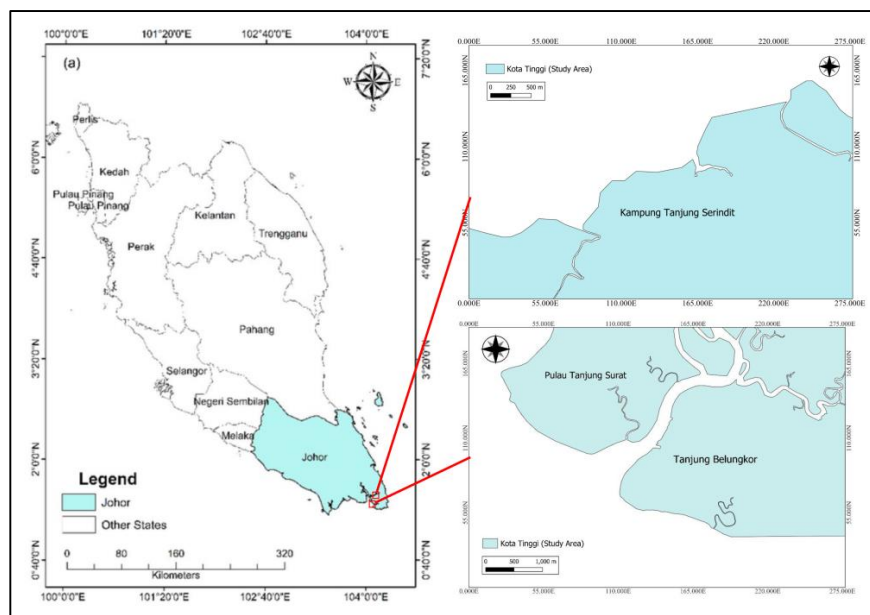 100°0'0"E
101°20'0"E
102°40'0"E
104°0'0"E
(a)
N
W
E
S
7°20'0"N
6°0'0"N
4°40'0"N
3°20'0"N
2°0'0"N
0°40'0"N
6°0'0"N
4°40'0"N
3°20'0"N
2°0'0"N
0°40'0"N
Perlis
Kedah
Pulau Pinang
Pulau Pinang
Perak
Kelantan
Trengganu
Pahang
Selangor
Negeri Sembilan
Melaka
Johor
Legend
Johor
Other States
0
80
160
320
Kilometers
100°0'0"E
101°20'0"E
102°40'0"E
104°0'0"E
0.000E
55.000E
110.000E
165.000E
220.000E
275.000E
165.000N
110.000N
55.000N
0.000N
165.000N
110.000N
55.000N
0.000N
Kota Tinggi (Study Area)
0 250 500 m
Kampung Tanjung Serindit
0.000E
55.000E
110.000E
165.000E
220.000E
275.000E
0.000E
55.000E
110.000E
165.000E
220.000E
275.000E
165.000N
110.000N
55.000N
0.000N
165.000N
110.000N
55.000N
0.000N
Pulau Tanjung Surat
Tanjung Belungkor
Kota Tinggi (Study Area)
0 500 1,000 m
0.000E
55.000E
110.000E
165.000E
220.000E
275.000E